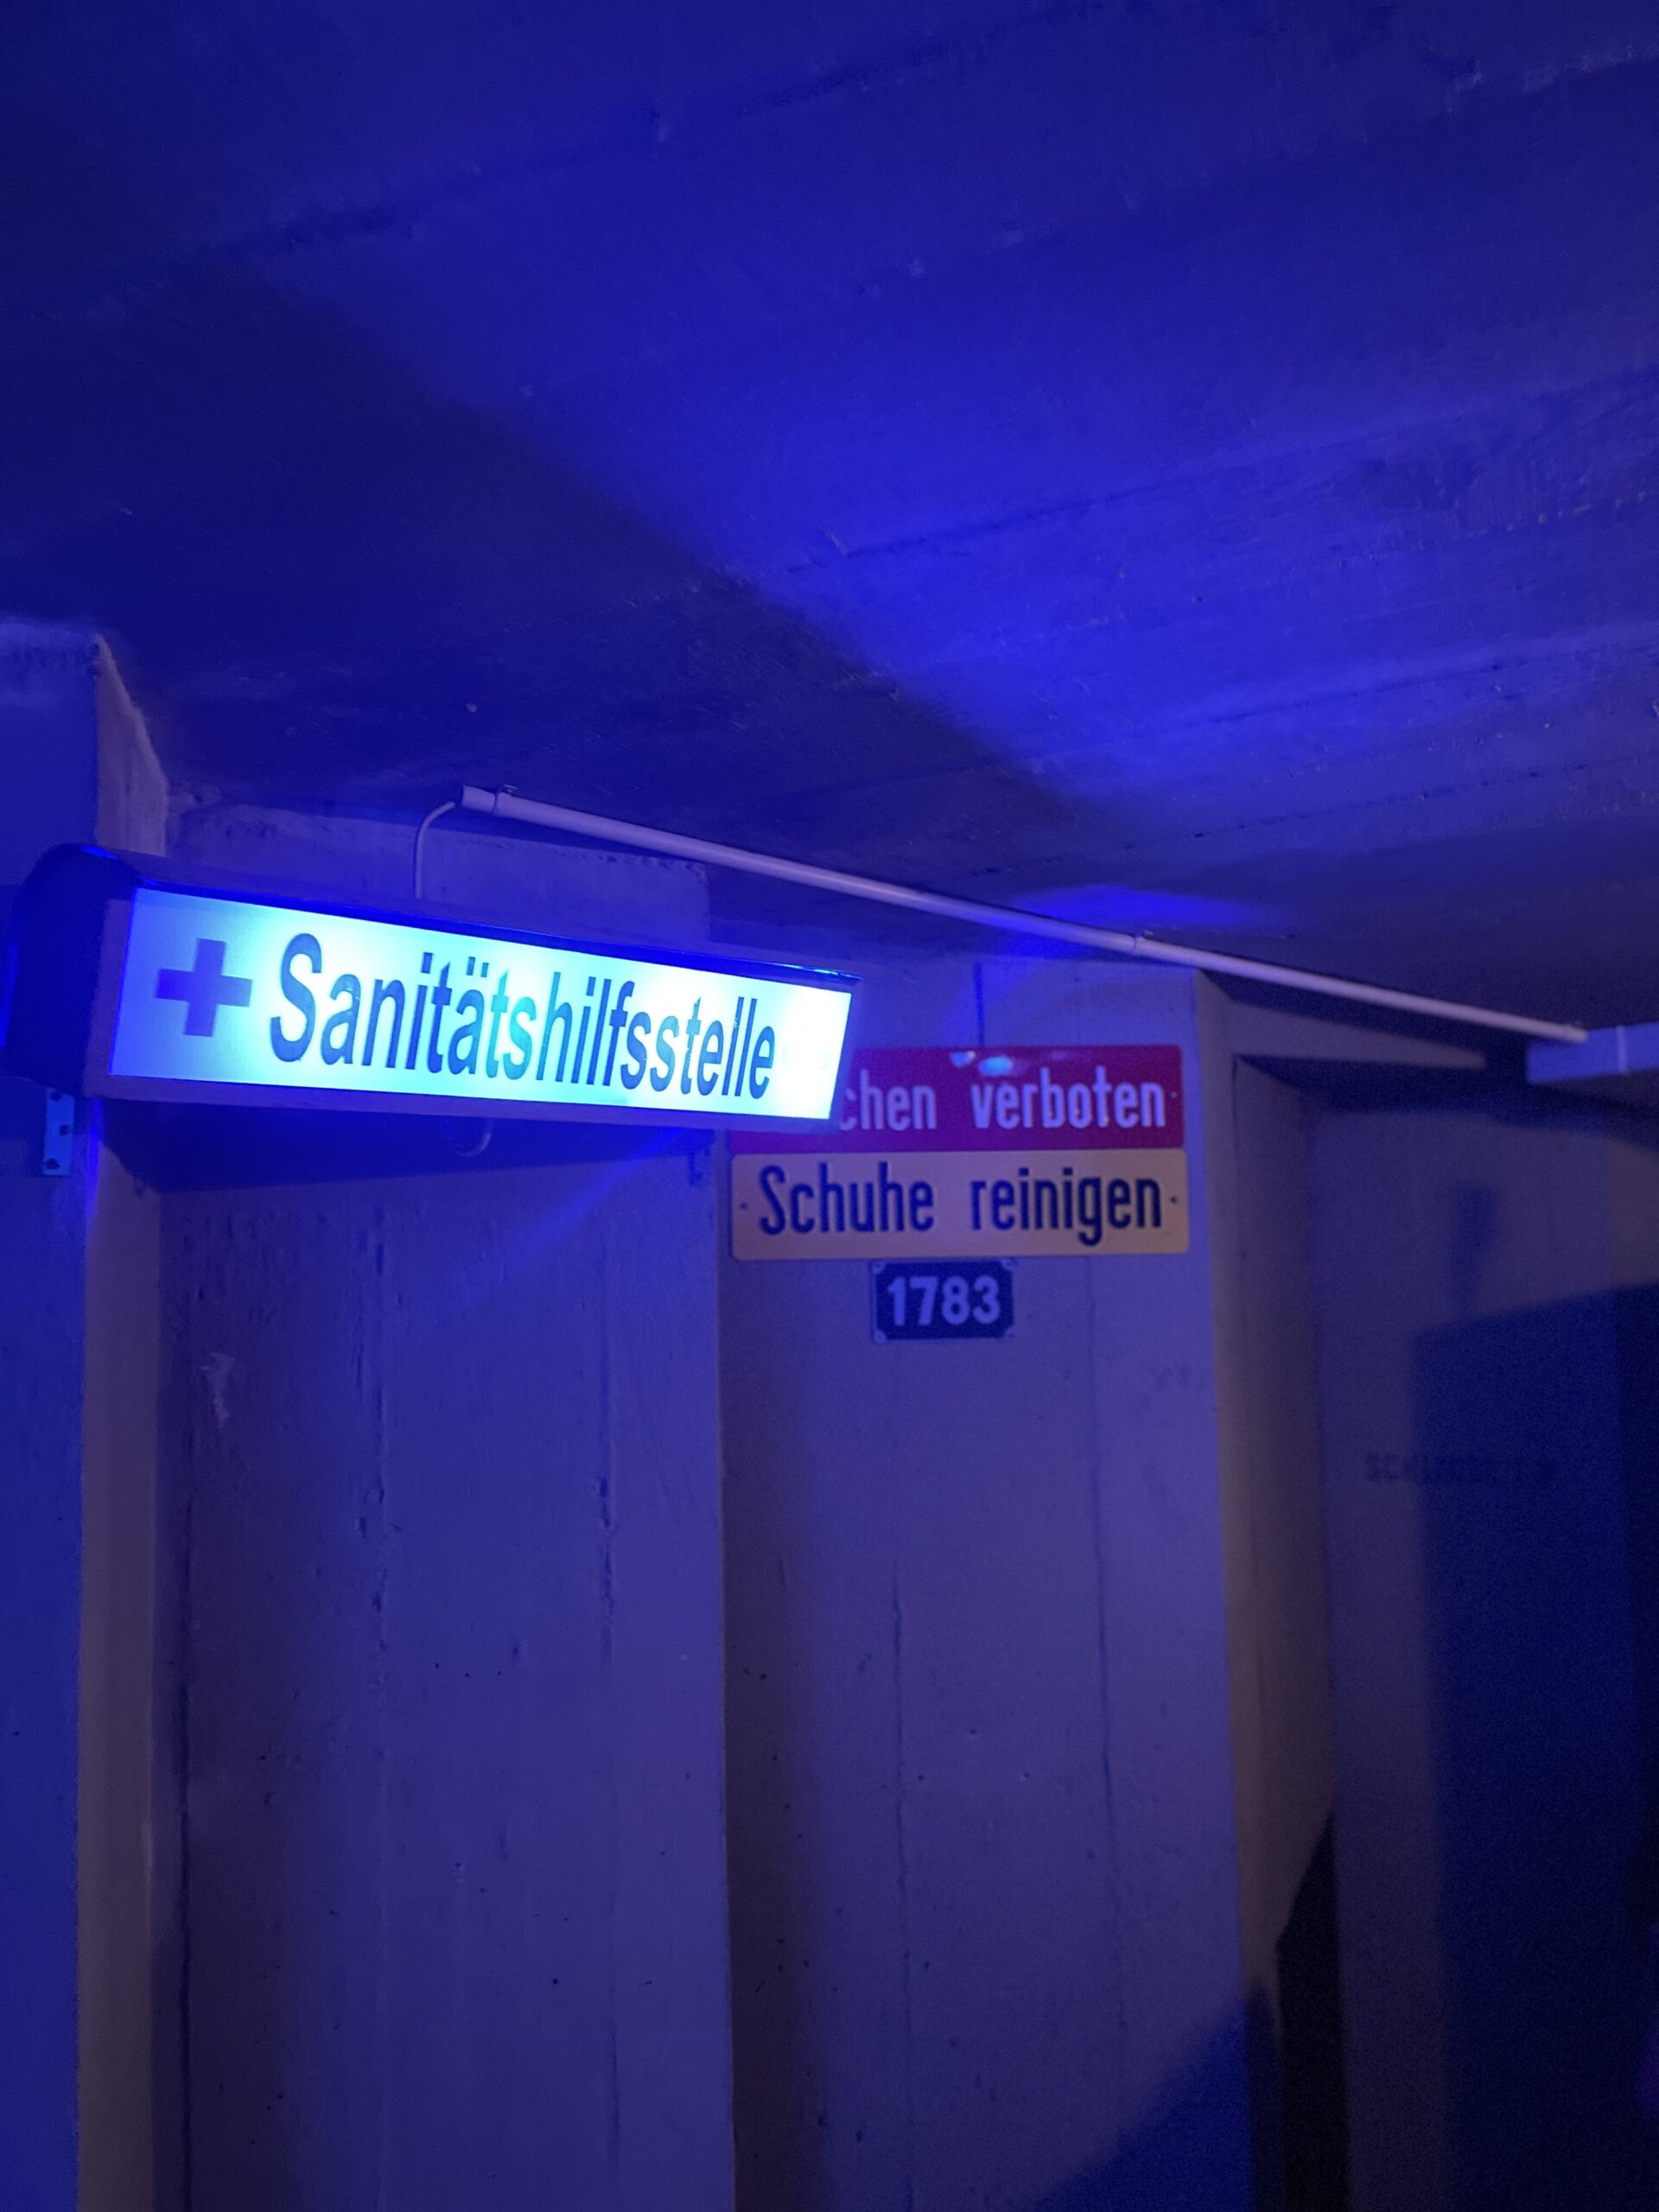 Sanitätshilfsstelle
chen verboten
Schuhe reinigen
1783